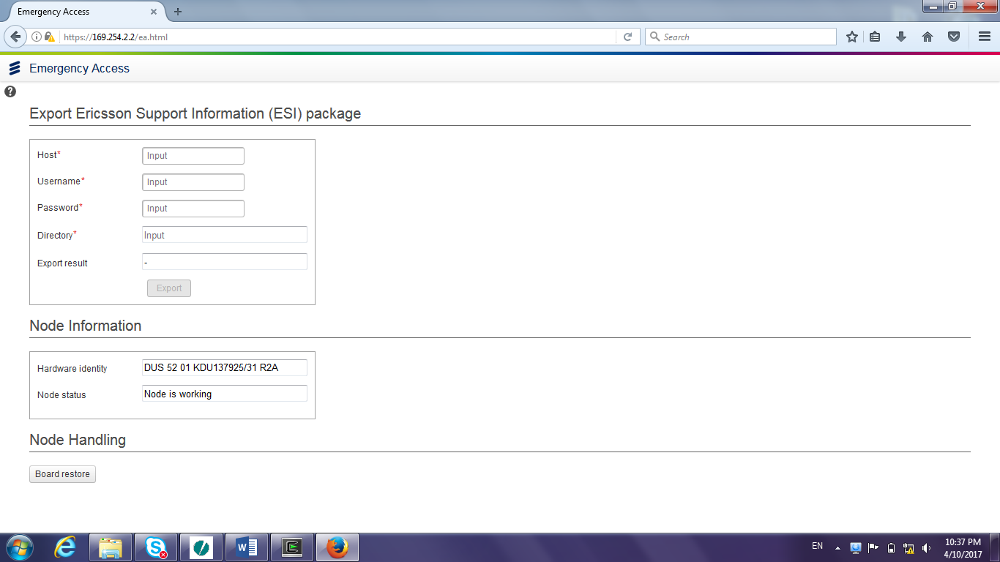 Emergency Access
https://169.254.2.2/ea.html
Search
Emergency Access
Export Ericsson Support Information (ESI) package
Host* Input
Username* Input
Password* Input
Directory* Input
Export result -
Export
Node Information
Hardware identity DUS 52 01 KDU137925/31 R2A
Node status Node is working
Node Handling
Board restore
EN
10:37 PM
4/10/2017